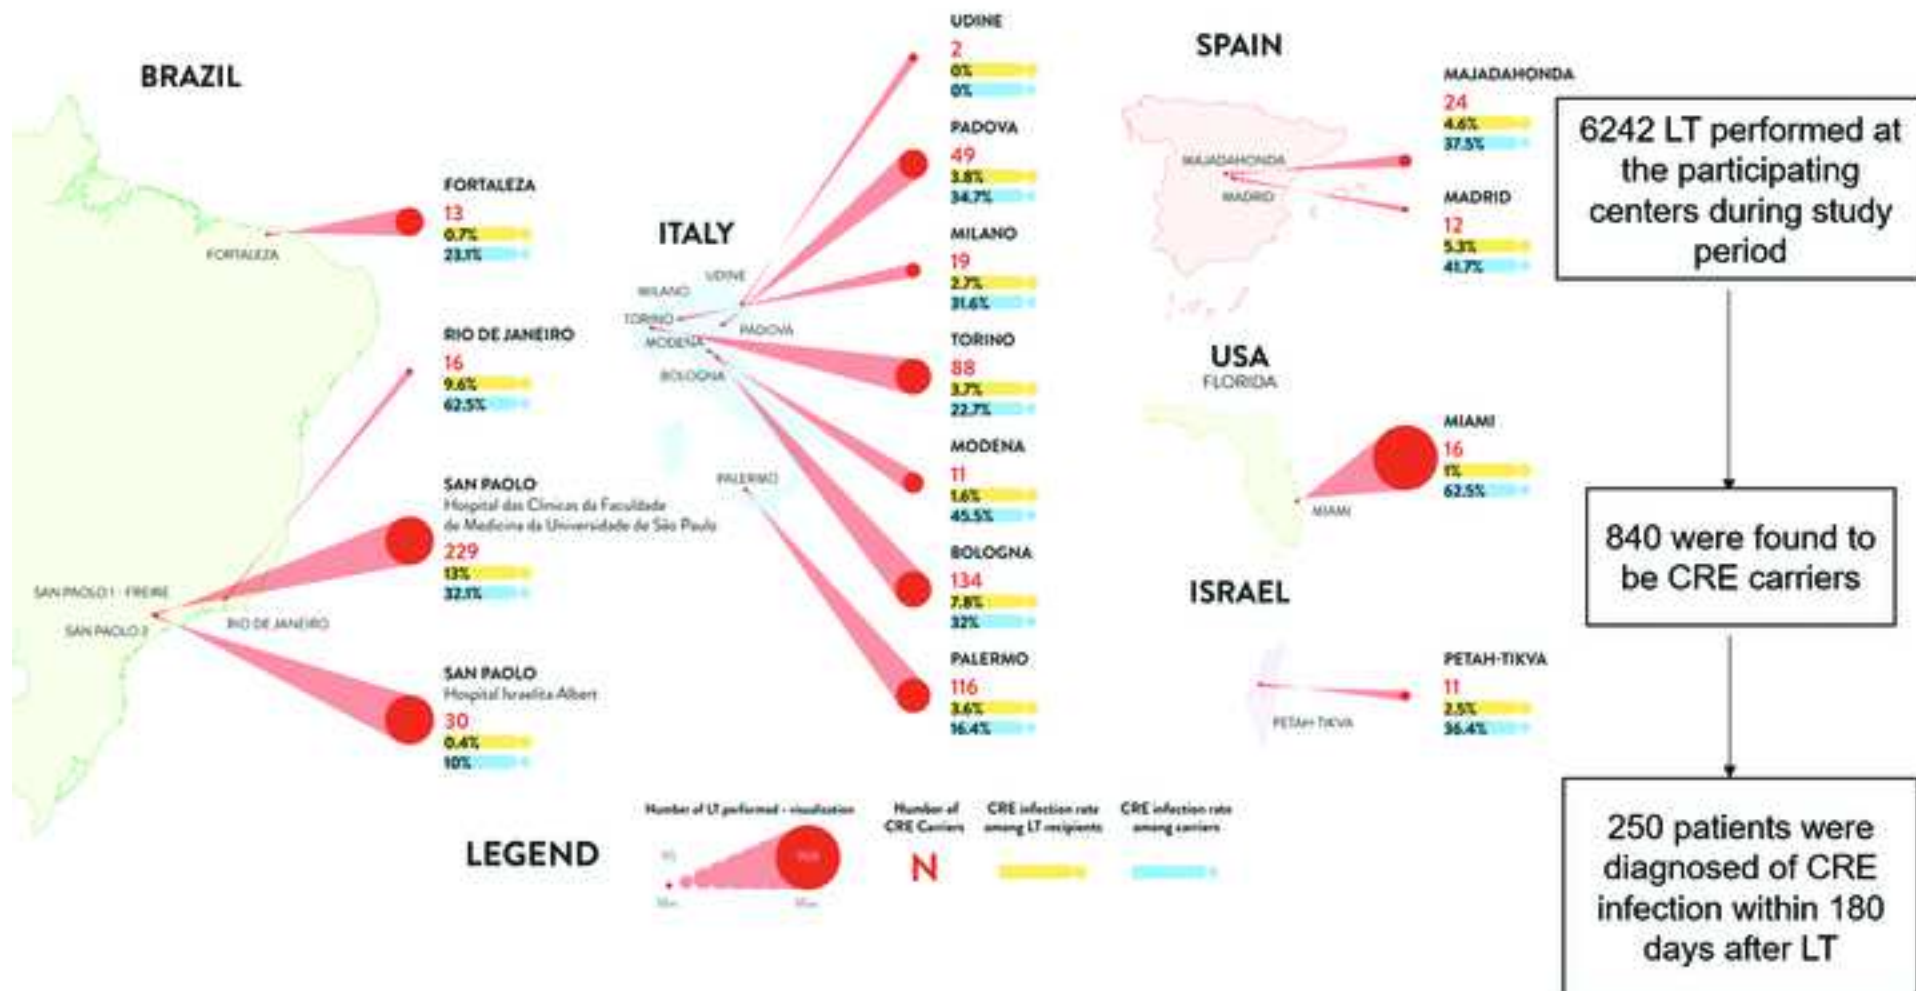 BRAZIL
FORTALEZA
FORTALEZA
13
0.7%
23.1%
RIO DE JANEIRO
16
9.6%
62.5%
SAN PAOLO
Hospital das Clínicas da Faculdade
de Medicina da Universidade de São Paulo
229
13%
32.1%
SAN PAOLO 1 - FREIRE
SAN PAOLO 2
RIO DE JANEIRO
SAN PAOLO
Hospital Israelita Albert
30
0.4%
10%
ITALY
UDINE
MILANO
TORINO
PADOVA
MODENA
BOLOGNA
PALERMO
UDINE
2
0%
0%
PADOVA
49
3.8%
34.7%
MILANO
19
2.7%
31.6%
TORINO
88
3.7%
22.7%
MODENA
11
1.6%
45.5%
BOLOGNA
134
7.8%
32%
PALERMO
116
3.6%
16.4%
SPAIN
MAJADAHONDA
MADRID
MAJADAHONDA
24
4.6%
37.5%
MADRID
12
5.3%
41.7%
USA
FLORIDA
MIAMI
MIAMI
16
1%
62.5%
ISRAEL
PETAH-TIKVA
PETAH-TIKVA
11
2.5%
36.4%
6242 LT performed at
the participating
centers during study
period
840 were found to
be CRE carriers
250 patients were
diagnosed of CRE
infection within 180
days after LT
LEGEND
Number of LT performed - visualization
Number of
CRE Carriers
N
CRE infection rate
among LT recipients
CRE infection rate
among carriers